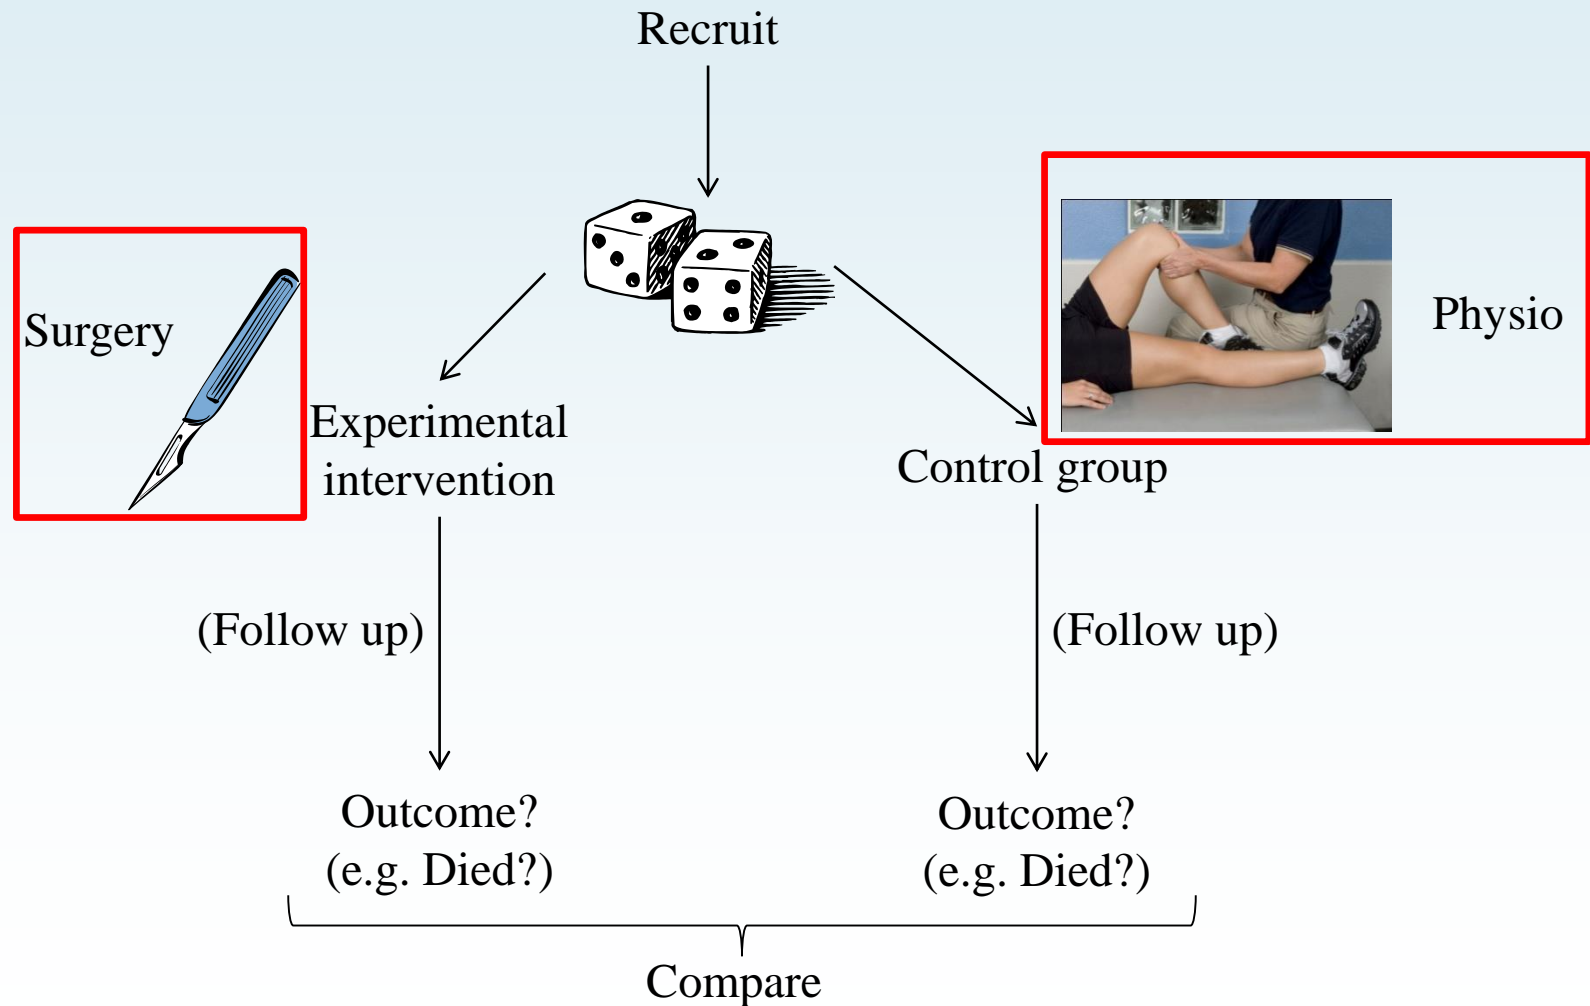 Recruit
Surgery
Physio
Experimental
intervention
Control group
(Follow up)
(Follow up)
Outcome?
(e.g. Died?)
Outcome?
(e.g. Died?)
Compare